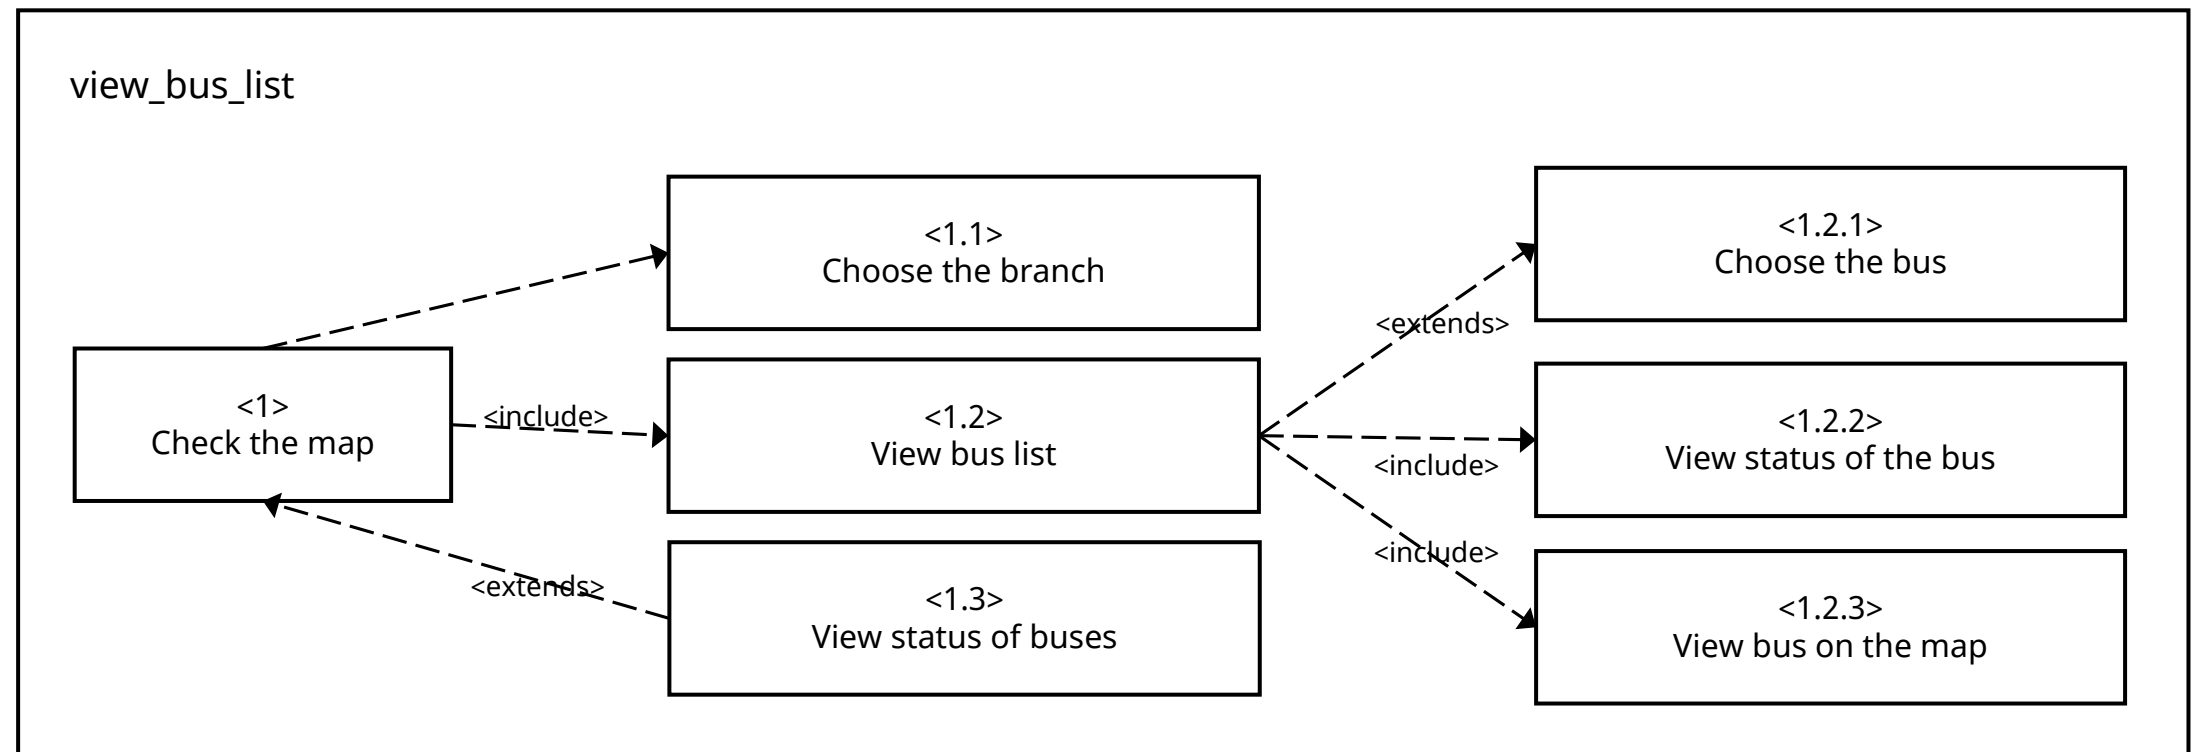 view_bus_list
<1.1>
Choose the branch
<1.2.1>
Choose the bus
<extends>
<1>
Check the map
<include>
<1.2>
View bus list
<include>
<1.2.2>
View status of the bus
<extends>
<1.3>
View status of buses
<include>
<1.2.3>
View bus on the map